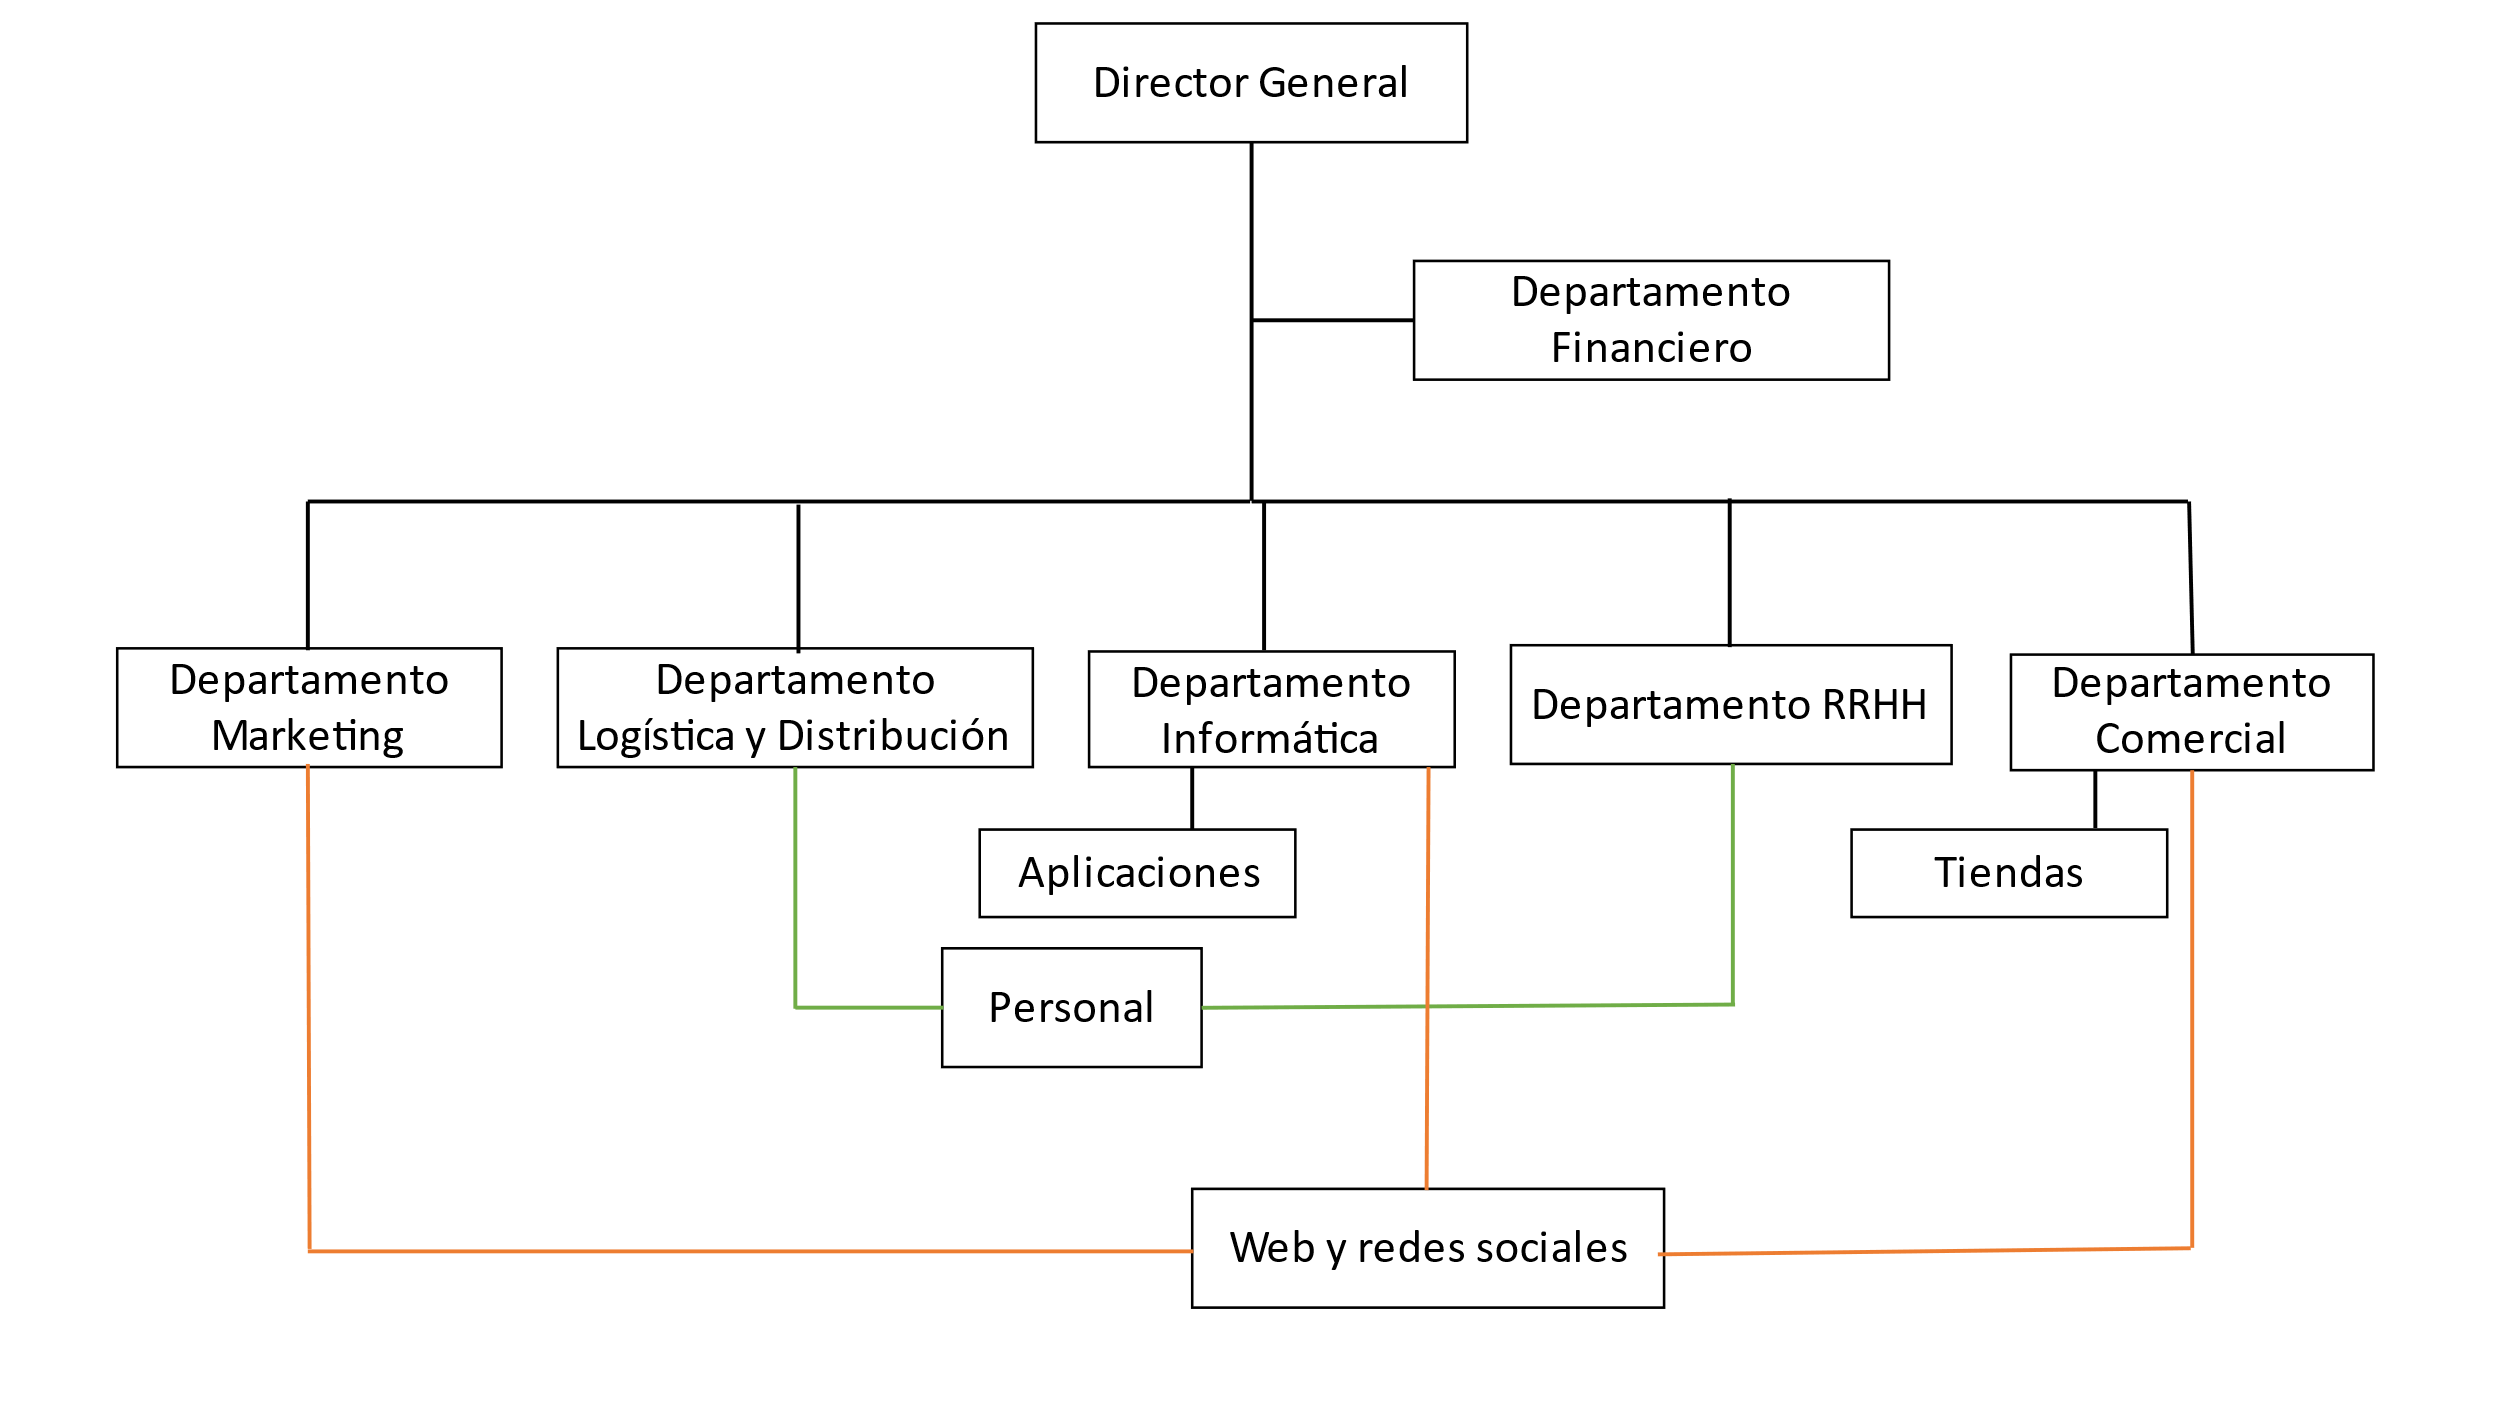 Director General
Departamento
Financiero
Departamento
Marketing
Departamento
Logística y Distribución
Departamento
Informática
Departamento RRHH
Departamento
Comercial
Aplicaciones
Tiendas
Personal
Web y redes sociales